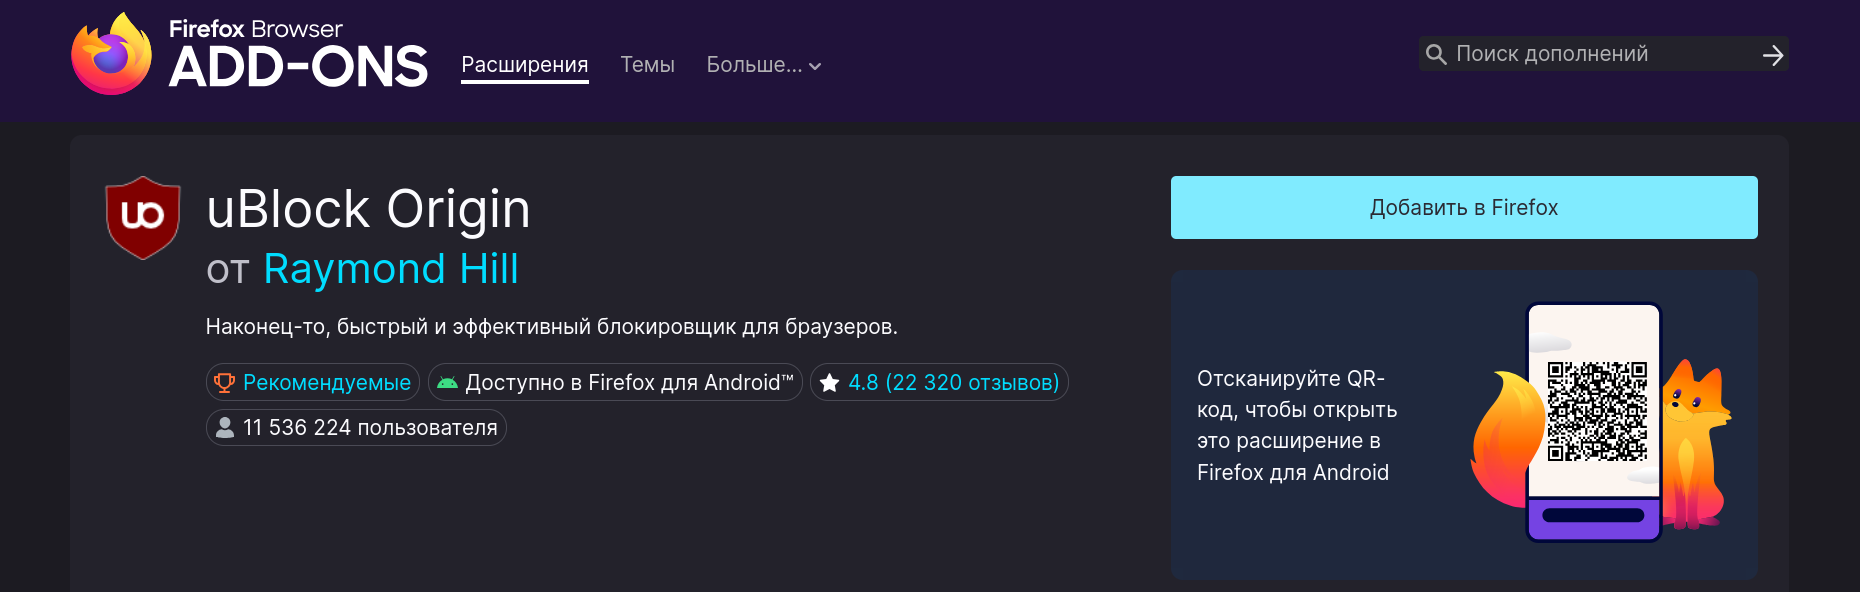 Firefox Browser
ADD-ONS
Расширения Темы Больше...
Поиск дополнений
uo
uBlock Origin
от Raymond Hill
Наконец-то, быстрый и эффективный блокировщик для браузеров.
Рекомендуемые Доступно в Firefox для Android™ 4.8 (22 320 отзывов)
11 536 224 пользователя
Добавить в Firefox
Отсканируйте QR-
код, чтобы открыть
это расширение в
Firefox для Android